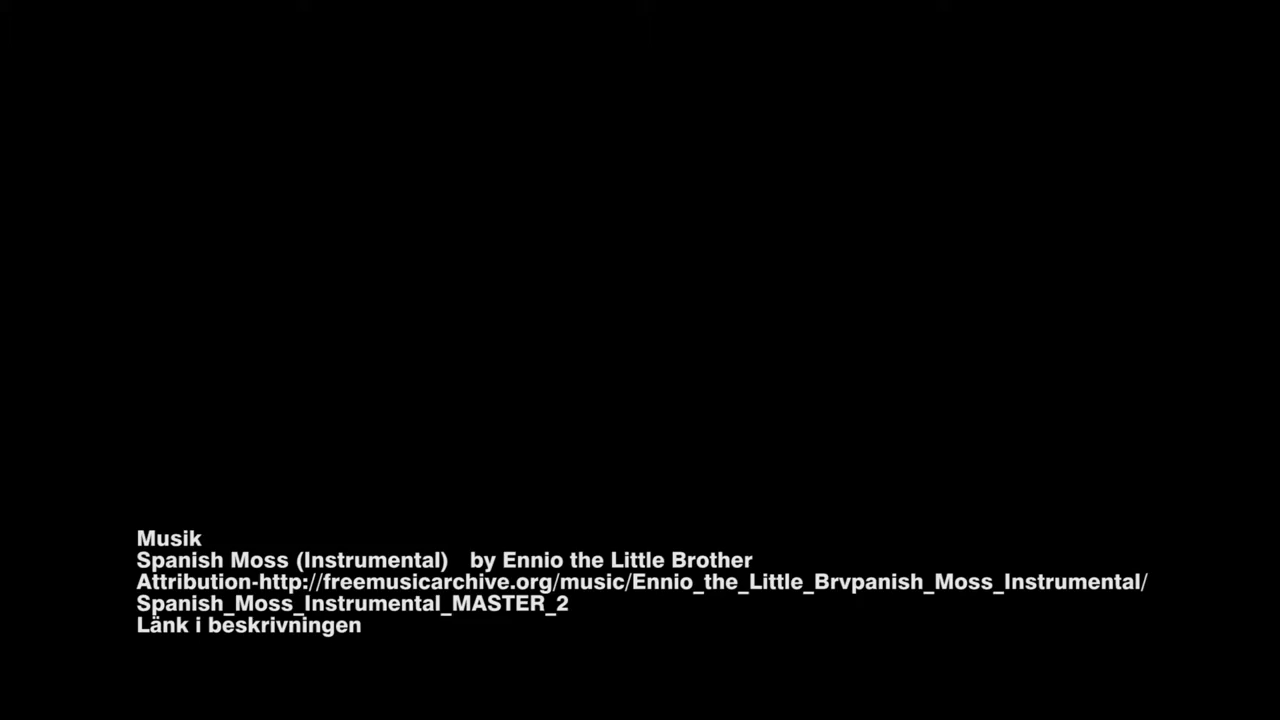 Musik
Spanish Moss (Instrumental) by Ennio the Little Brother
Attribution-http://freemusicarchive.org/music/Ennio_the_Little_Brvpanish_Moss_Instrumental/
Spanish_Moss_Instrumental_MASTER_2
Länk i beskrivningen